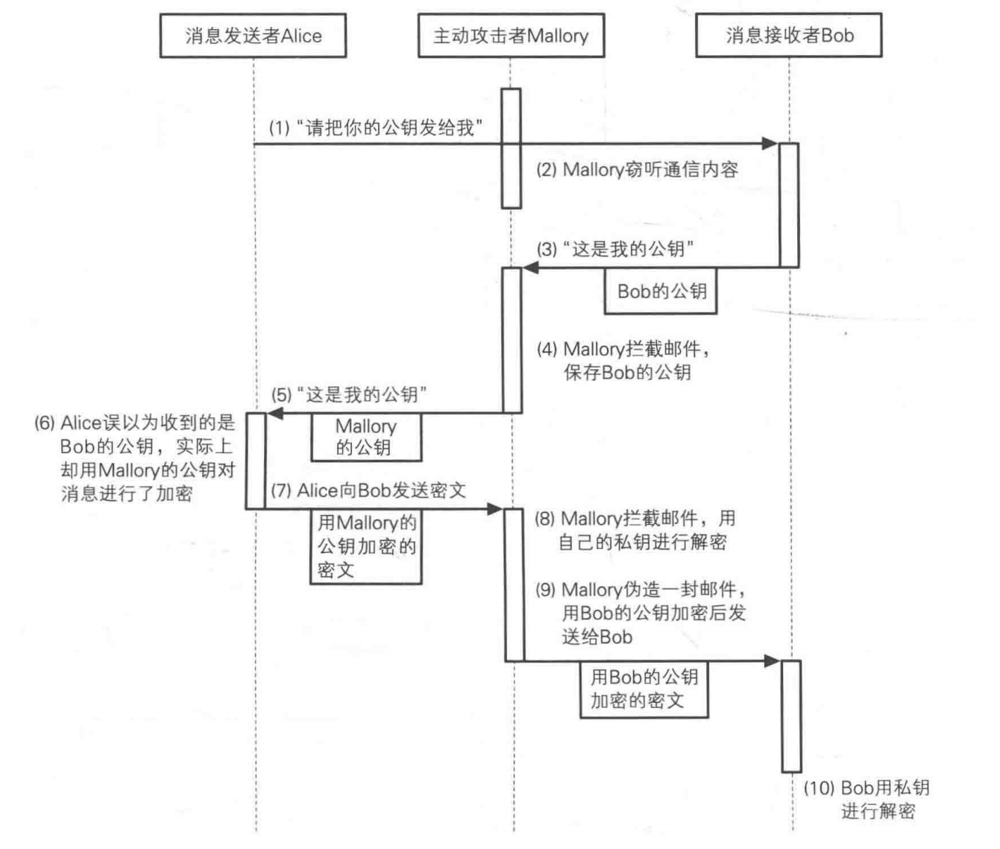 消息发送者Alice
主动攻击者Mallory
消息接收者Bob
(1) “请把你的公钥发给我”
(2) Mallory窃听通信内容
(3) “这是我的公钥”
Bob的公钥
(4) Mallory拦截邮件，
保存Bob的公钥
(5) “这是我的公钥”
Mallory
的公钥
(6) Alice误以为收到的是
Bob的公钥，实际上
却用Mallory的公钥对
消息进行了加密
(7) Alice向Bob发送密文
用Mallory的
公钥加密的
密文
(8) Mallory拦截邮件，用
自己的私钥进行解密
(9) Mallory伪造一封邮件，
用Bob的公钥加密后发
送给Bob
用Bob的公钥
加密的密文
(10) Bob用私钥
进行解密